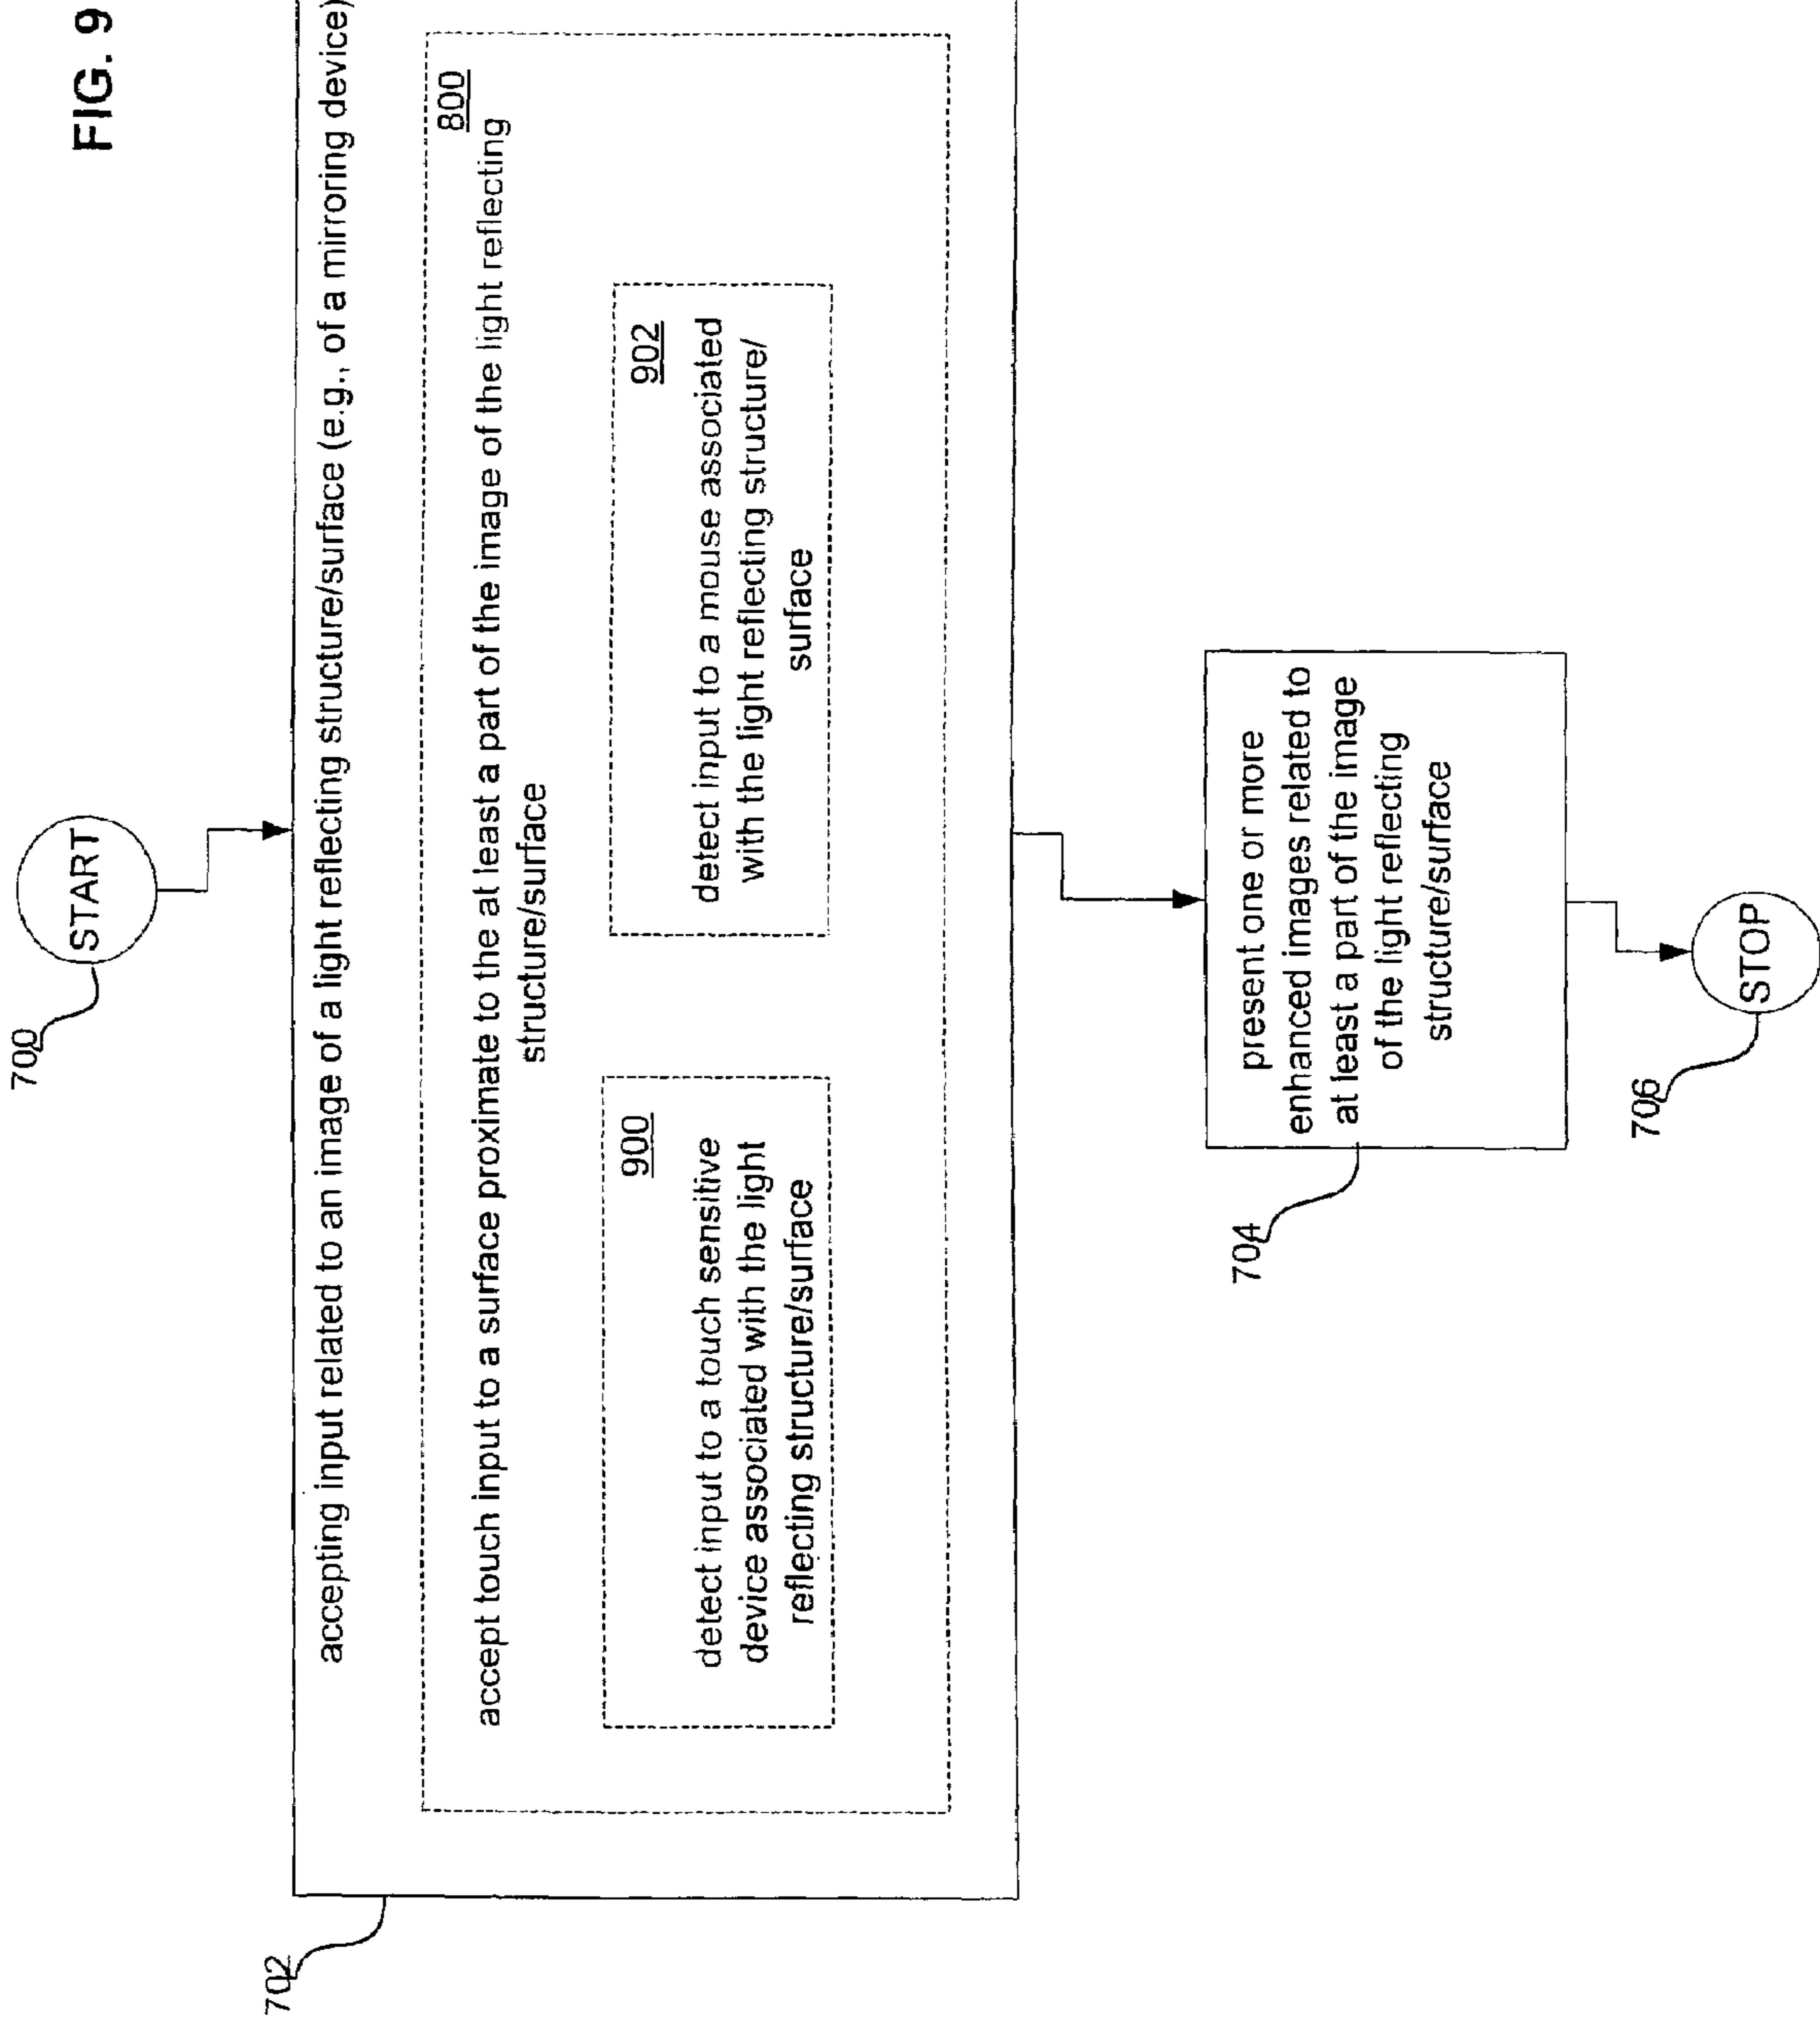 FIG. 9
700
START
702
accepting input related to an image of a light reflecting structure/surface (e.g., of a mirroring device)
800
accept touch input to a surface proximate to the at least a part of the image of the light reflecting
structure/surface
900
detect input to a touch sensitive
device associated with the light
reflecting structure/surface
902
detect input to a mouse associated
with the light reflecting structure/
surface
704
present one or more
enhanced images related to
at least a part of the image
of the light reflecting
structure/surface
706
STOP